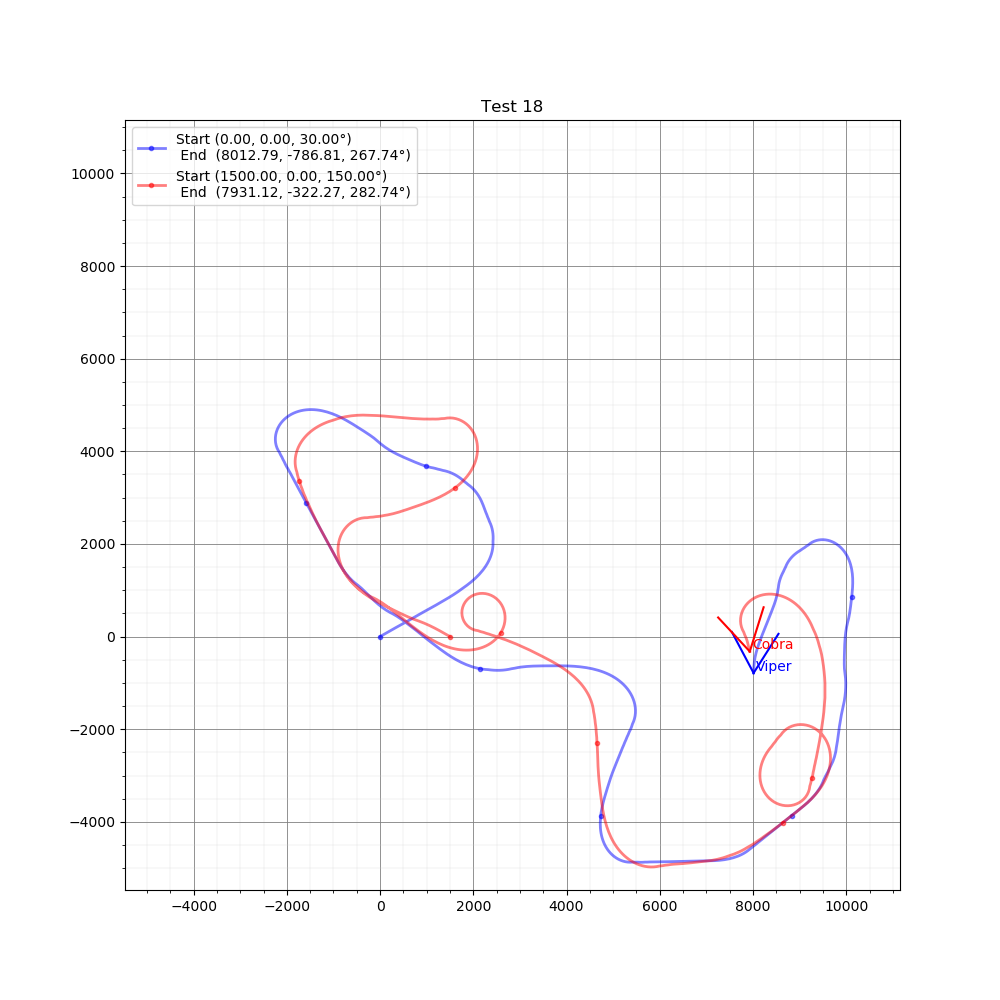 Test 18
Start (0.00, 0.00, 30.00°)
End (8012.79, -786.81, 267.74°)
Start (1500.00, 0.00, 150.00°)
End (7931.12, -322.27, 282.74°)
10000
8000
6000
4000
2000
0
−2000
−4000
Cobra
Viper
−4000 −2000 0 2000 4000 6000 8000 10000